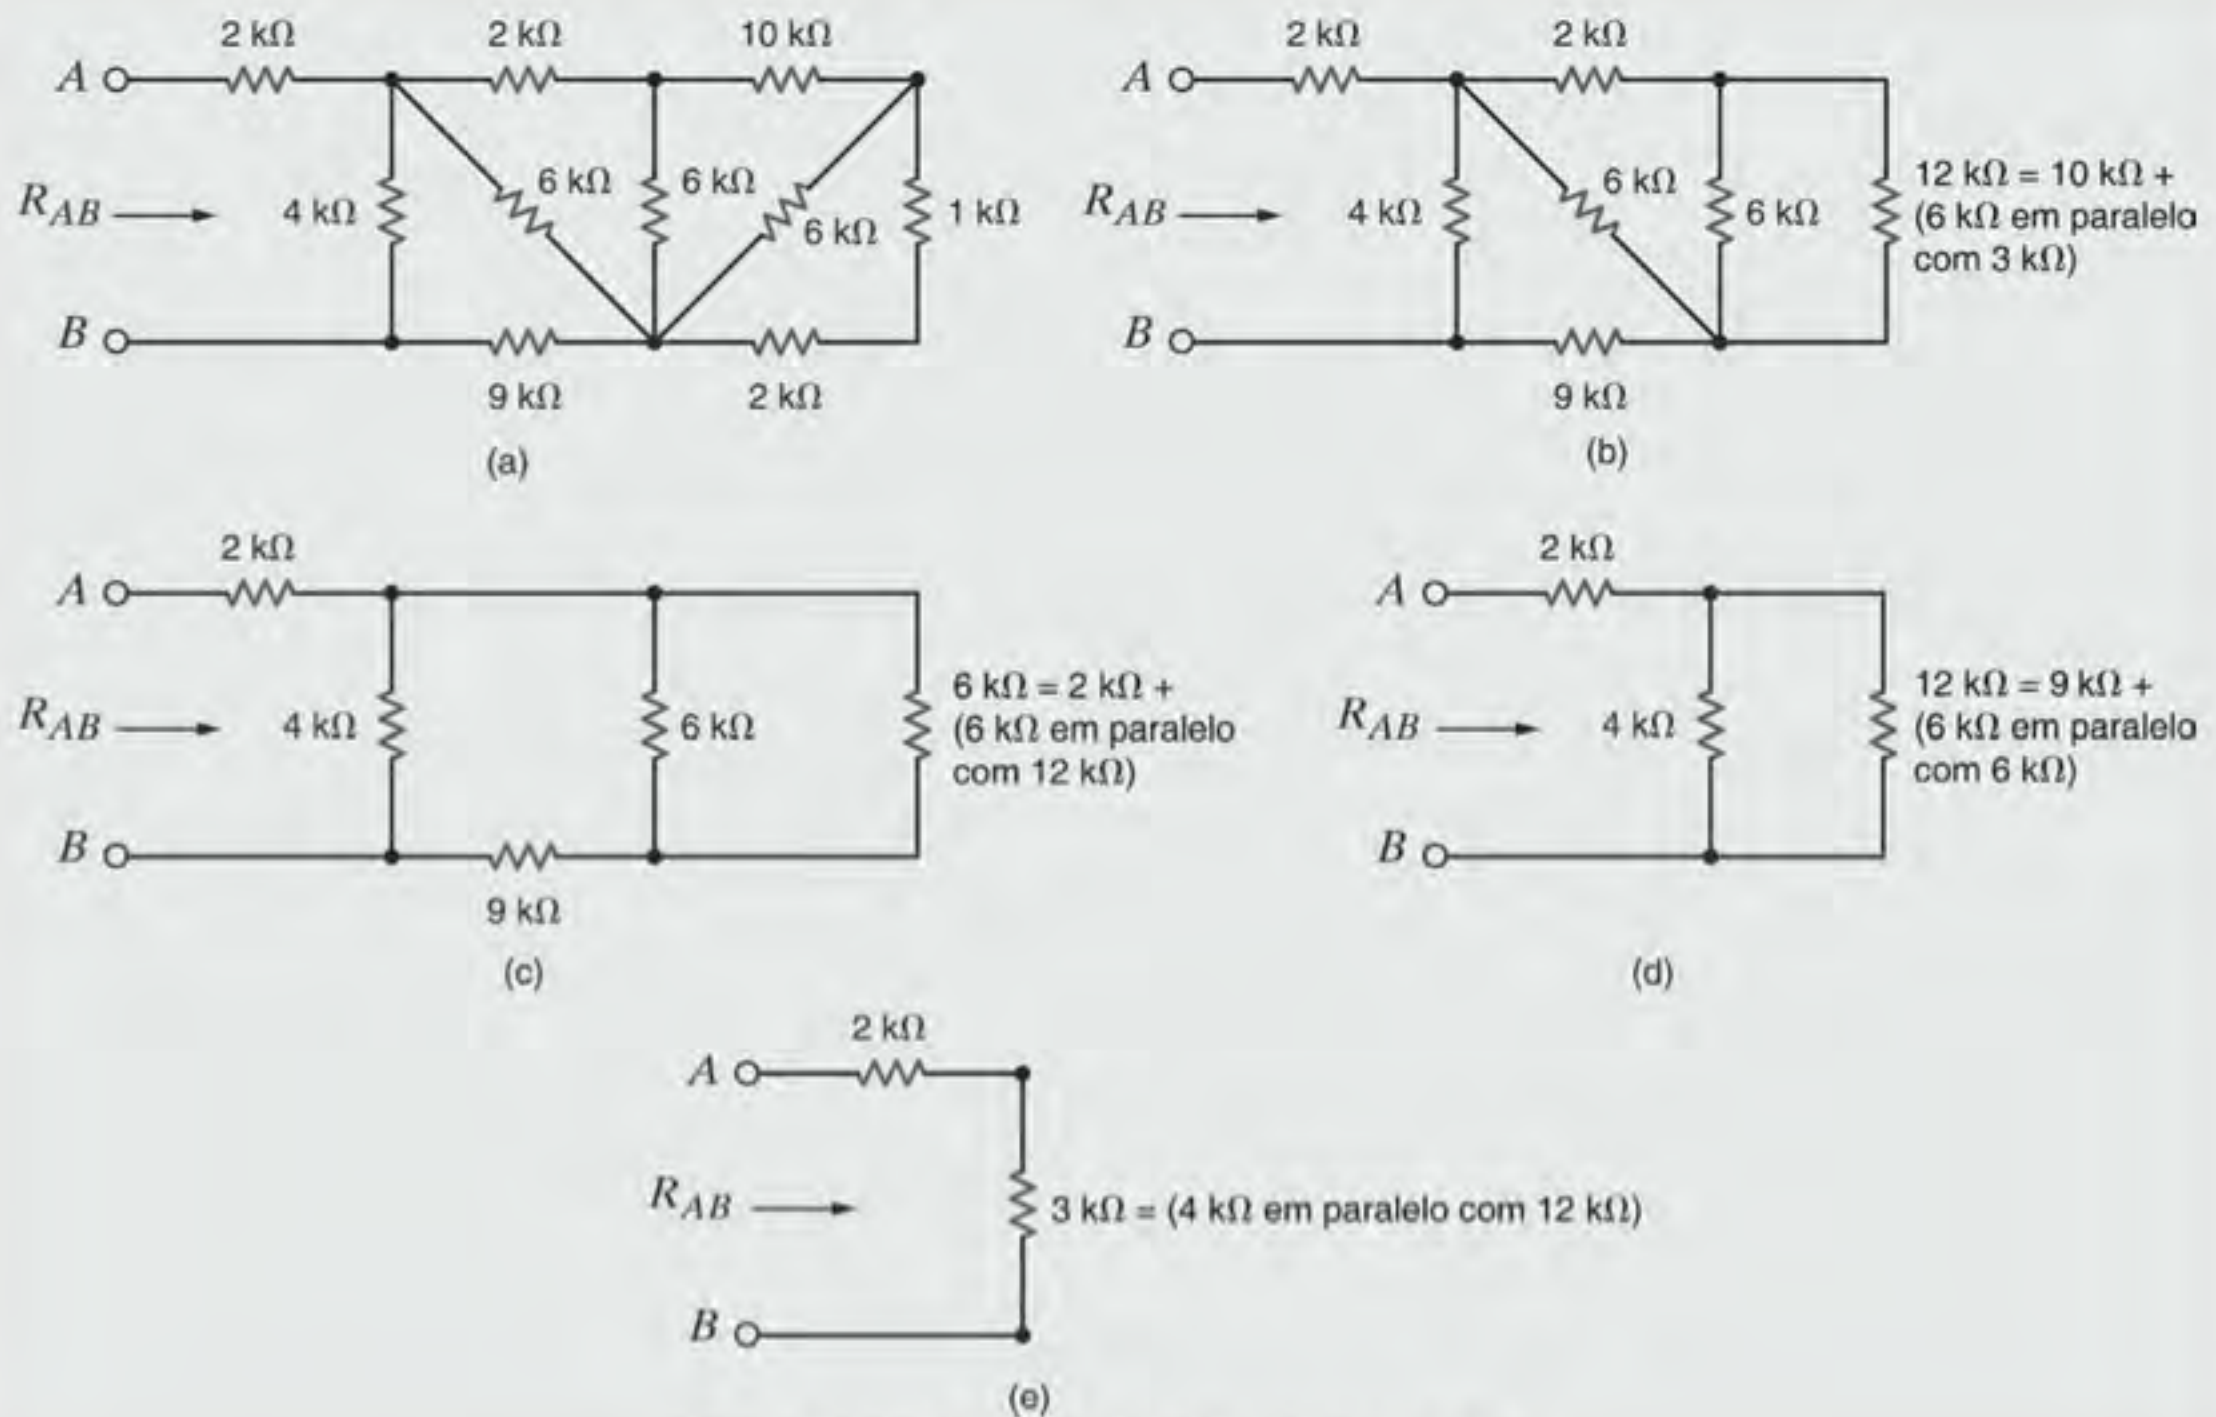 2 kΩ 2 kΩ 10 kΩ
A
R_AB 4 kΩ 6 kΩ 6 kΩ 6 kΩ 1 kΩ
B
9 kΩ 2 kΩ
(a)
2 kΩ 2 kΩ
A
R_AB 4 kΩ 6 kΩ 6 kΩ
12 kΩ = 10 kΩ +
(6 kΩ em paralelo
com 3 kΩ)
B
9 kΩ
(b)
2 kΩ
A
R_AB 4 kΩ 6 kΩ
6 kΩ = 2 kΩ +
(6 kΩ em paralelo
com 12 kΩ)
B
9 kΩ
(c)
2 kΩ
A
R_AB 4 kΩ
12 kΩ = 9 kΩ +
(6 kΩ em paralelo
com 6 kΩ)
B
(d)
2 kΩ
A
R_AB 3 kΩ = (4 kΩ em paralelo com 12 kΩ)
B
(e)